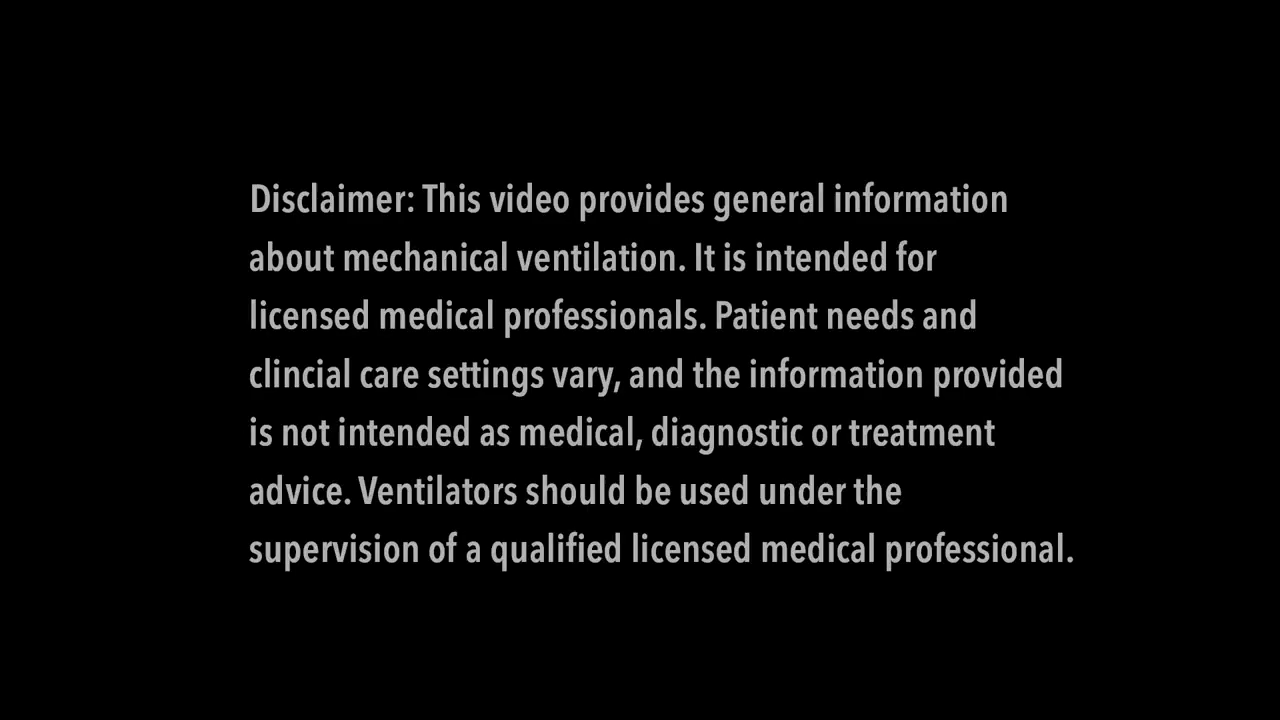 Disclaimer: This video provides general information
about mechanical ventilation. It is intended for
licensed medical professionals. Patient needs and
clincial care settings vary, and the information provided
is not intended as medical, diagnostic or treatment
advice. Ventilators should be used under the
supervision of a qualified licensed medical professional.